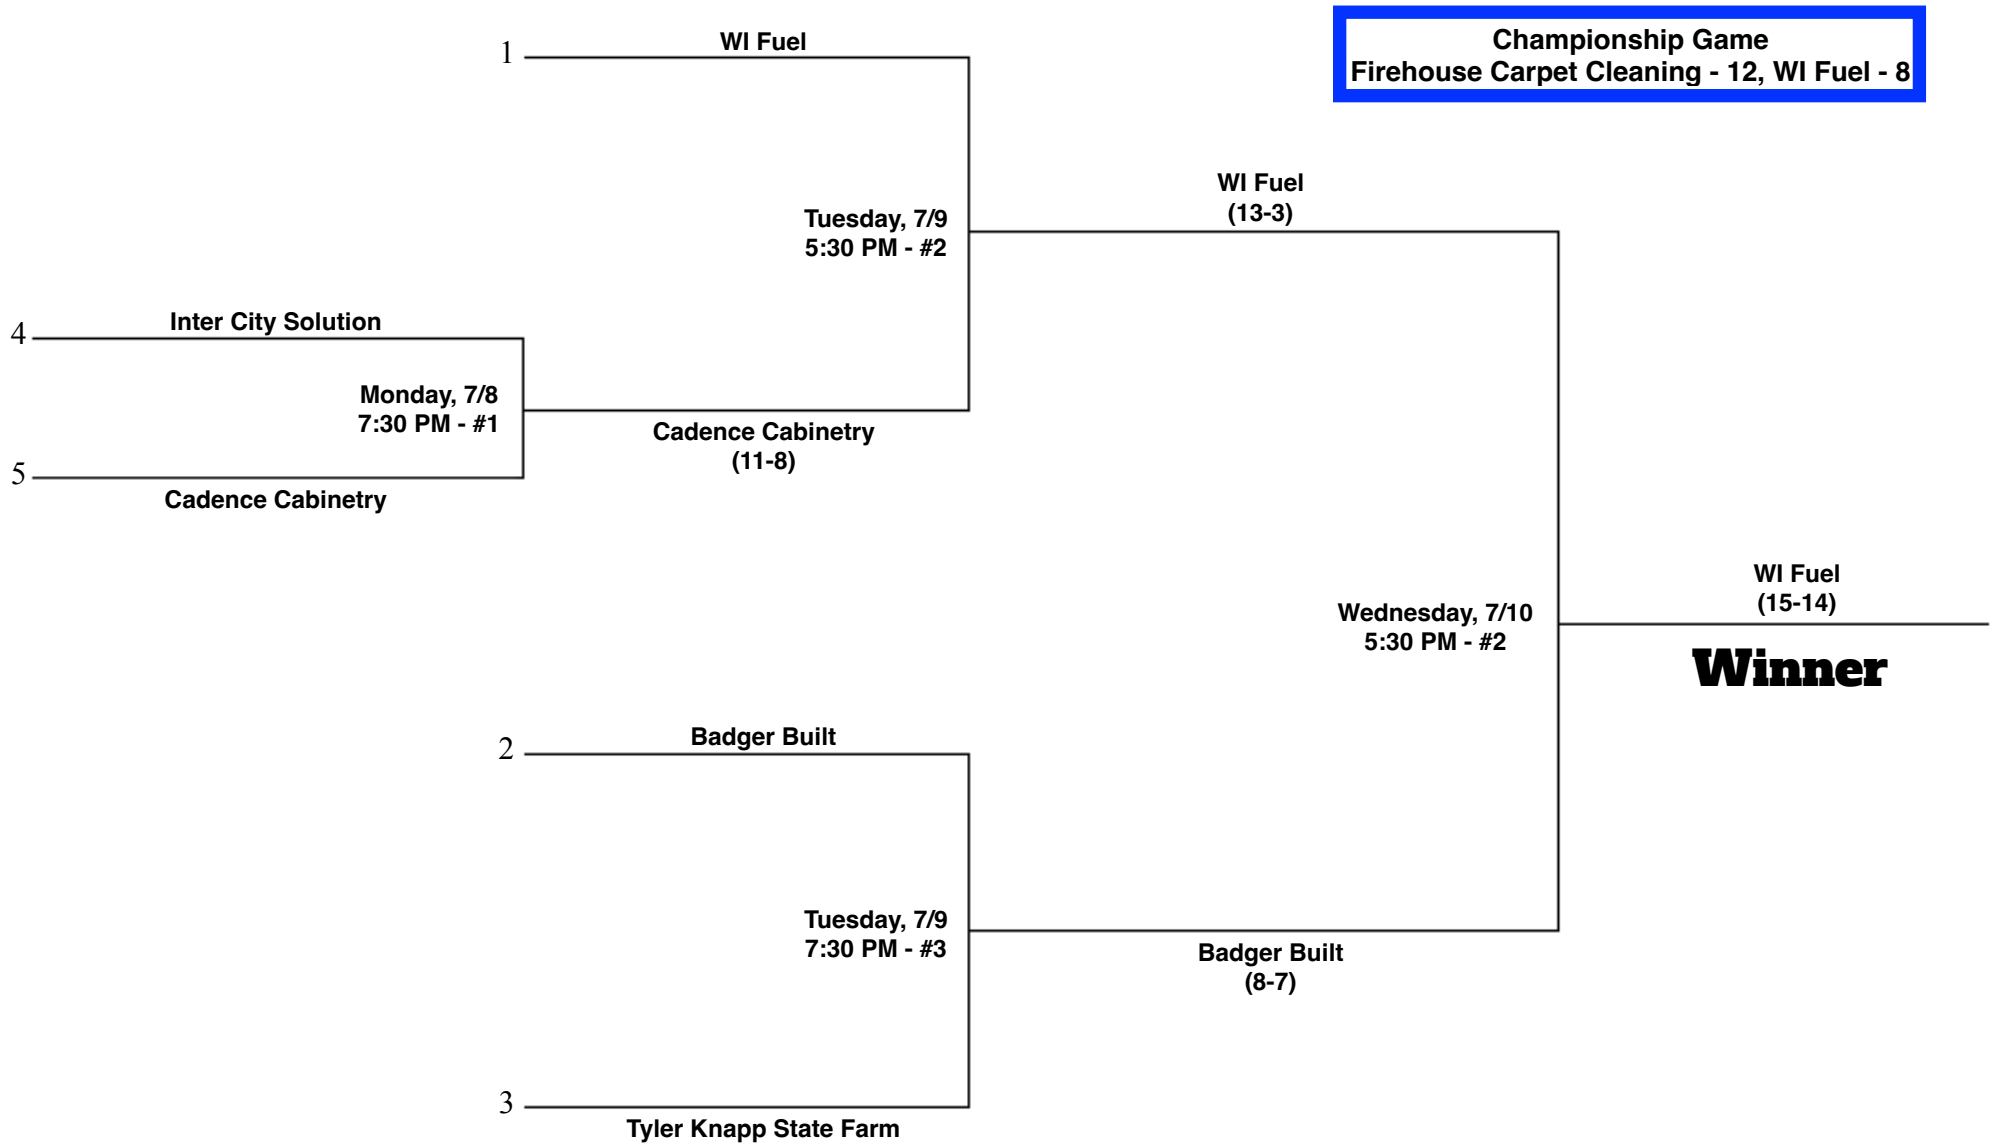 Championship Game
Firehouse Carpet Cleaning - 12, WI Fuel - 8
1
WI Fuel
Tuesday, 7/9
5:30 PM - #2
WI Fuel
(13-3)
4
Inter City Solution
Monday, 7/8
7:30 PM - #1
Cadence Cabinetry
(11-8)
5
Cadence Cabinetry
Wednesday, 7/10
5:30 PM - #2
WI Fuel
(15-14)
Winner
2
Badger Built
Tuesday, 7/9
7:30 PM - #3
Badger Built
(8-7)
3
Tyler Knapp State Farm